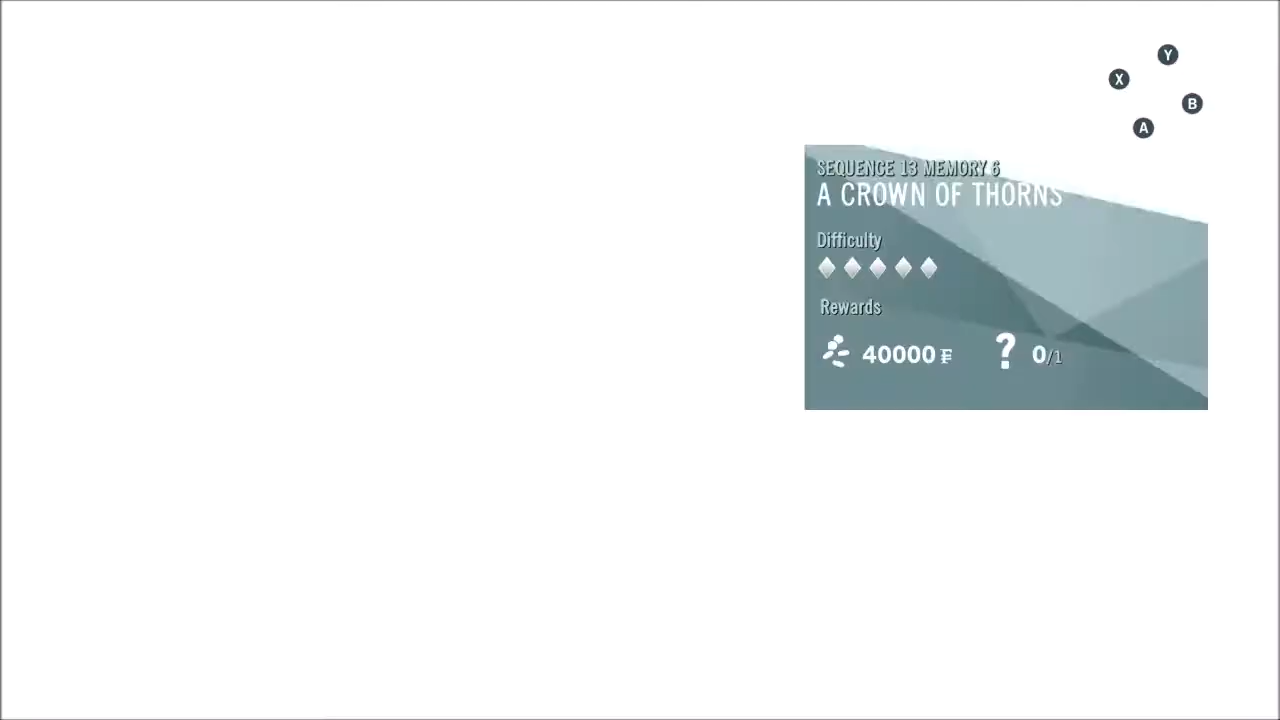 Y
X
B
A
SEQUENCE 13 MEMORY 6
A CROWN OF THORNS
Difficulty
Rewards
40000 ₣ ? 0/1